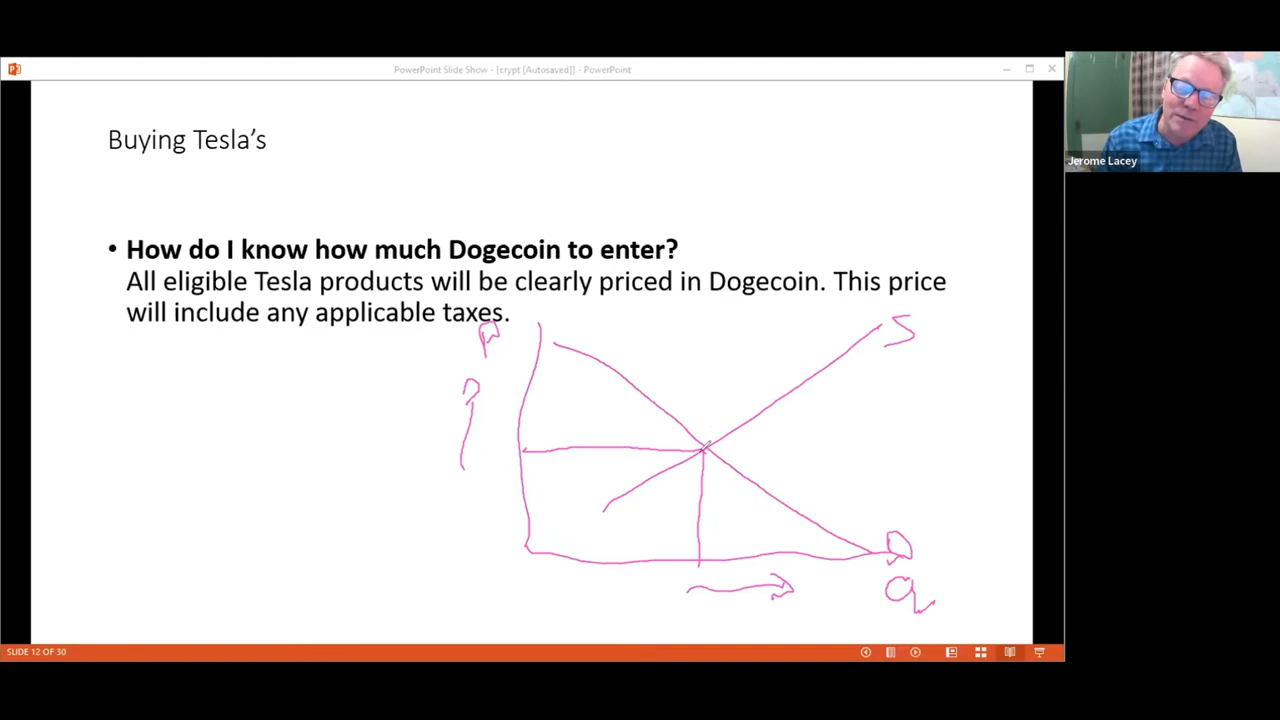 PowerPoint Slide Show - [crypt [Autosaved]] - PowerPoint
Jerome Lacey
Buying Tesla's
• How do I know how much Dogecoin to enter?
All eligible Tesla products will be clearly priced in Dogecoin. This price
will include any applicable taxes.
P
S
D
Q
SLIDE 12 OF 30